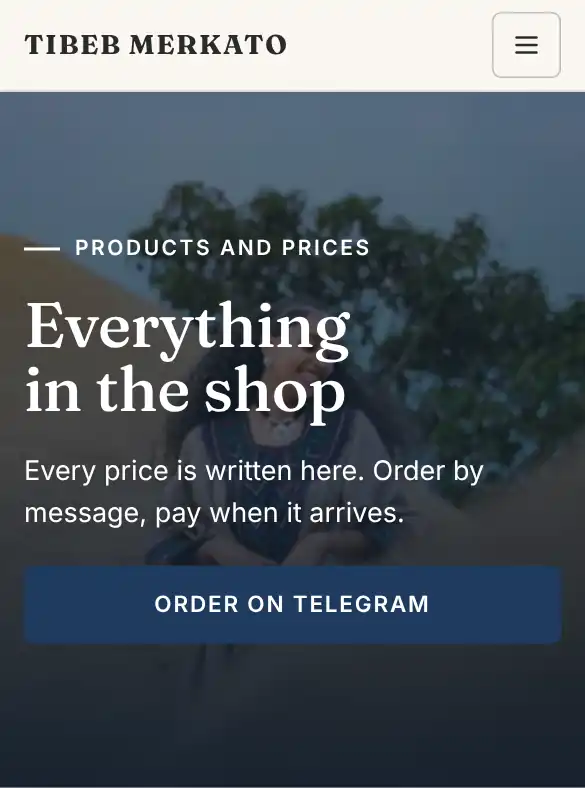 TIBEB MERKATO
PRODUCTS AND PRICES
Everything
in the shop
Every price is written here. Order by
message, pay when it arrives.
ORDER ON TELEGRAM